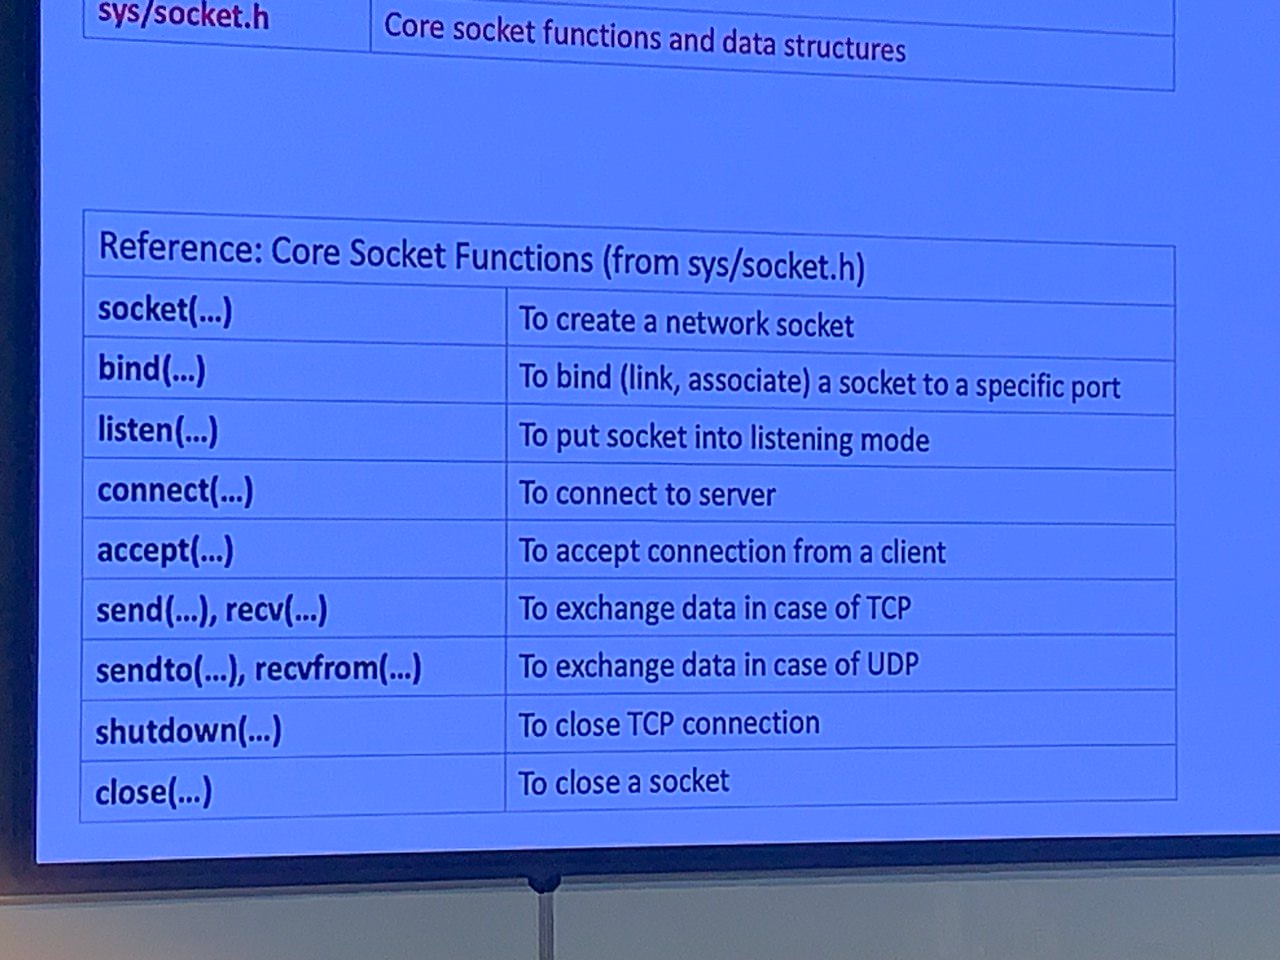 sys/socket.h
Core socket functions and data structures
Reference: Core Socket Functions (from sys/socket.h)
socket(...)
To create a network socket
bind(...)
To bind (link, associate) a socket to a specific port
listen(...)
To put socket into listening mode
connect(...)
To connect to server
accept(...)
To accept connection from a client
send(...), recv(...)
To exchange data in case of TCP
sendto(...), recvfrom(...)
To exchange data in case of UDP
shutdown(...)
To close TCP connection
close(...)
To close a socket